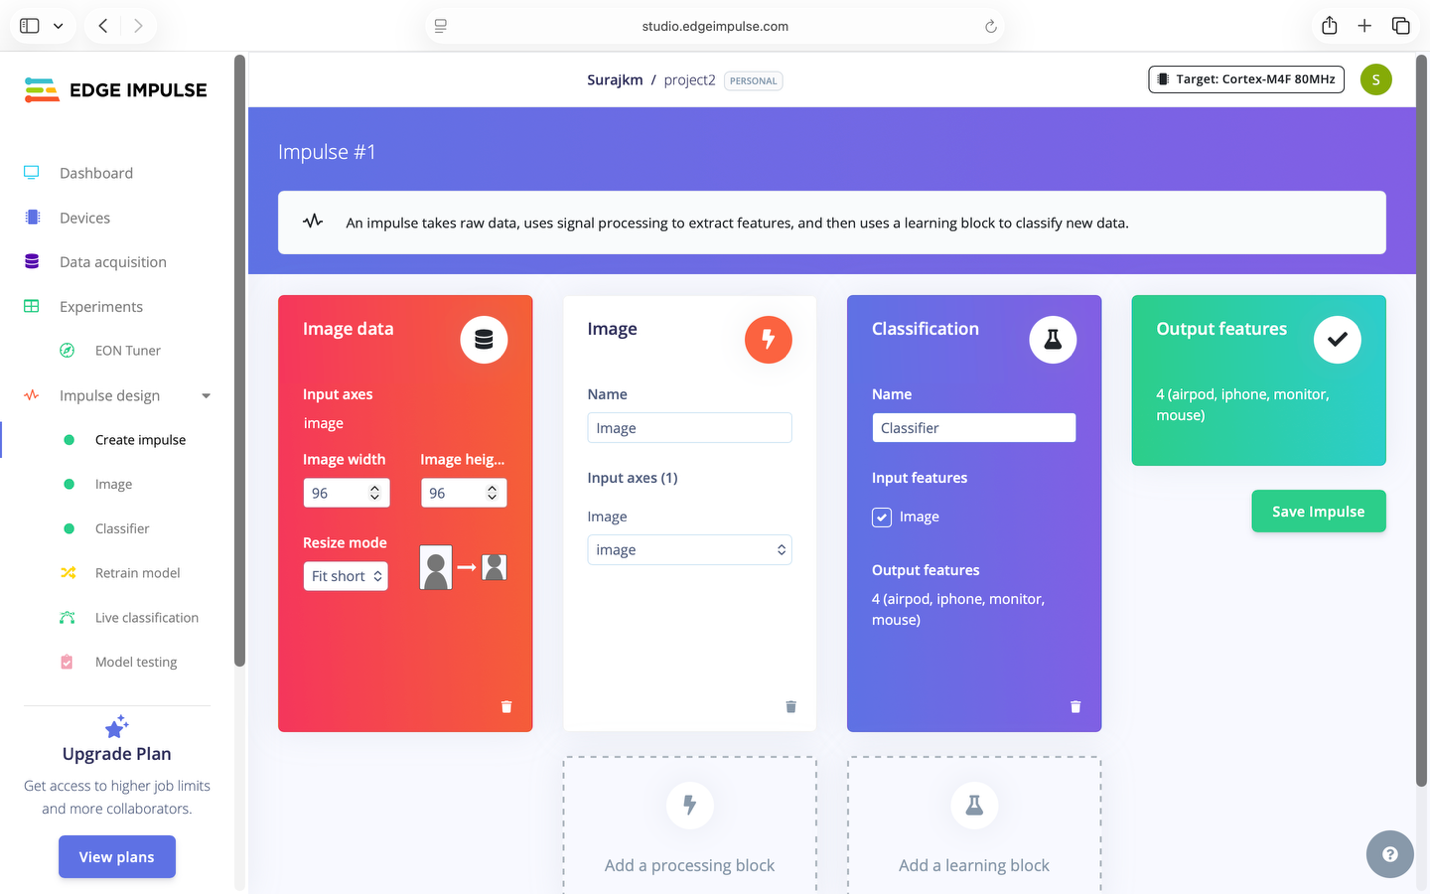 studio.edgeimpulse.com
EDGE IMPULSE
Surajkm / project2 PERSONAL
Target: Cortex-M4F 80MHz
S
Dashboard
Devices
Data acquisition
Experiments
EON Tuner
Impulse design
Create impulse
Image
Classifier
Retrain model
Live classification
Model testing
Upgrade Plan
Get access to higher job limits
and more collaborators.
View plans
Impulse #1
An impulse takes raw data, uses signal processing to extract features, and then uses a learning block to classify new data.
Image data
Input axes
image
Image width
Image heig...
96
96
Resize mode
Fit short
Image
Name
Image
Input axes (1)
Image
image
Classification
Name
Classifier
Input features
Image
Output features
4 (airpod, iphone, monitor,
mouse)
Output features
4 (airpod, iphone, monitor,
mouse)
Save Impulse
Add a processing block
Add a learning block
?